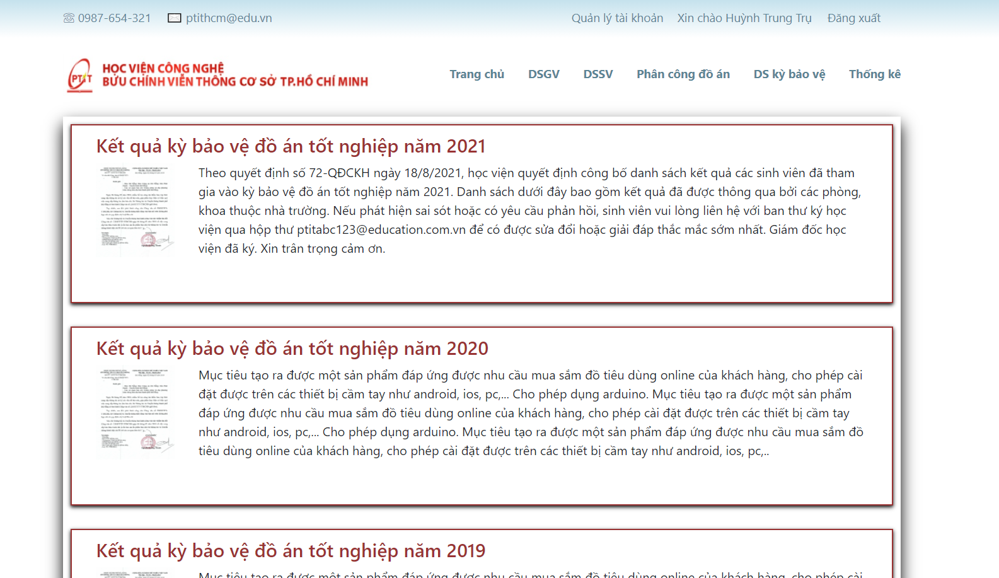 0987-654-321 ptithcm@edu.vn Quản lý tài khoản Xin chào Huỳnh Trung Trụ Đăng xuất
PTIT
HỌC VIỆN CÔNG NGHỆ
BƯU CHÍNH VIỄN THÔNG CƠ SỞ TP.HỒ CHÍ MINH
Trang chủ DSGV DSSV Phân công đồ án DS kỳ bảo vệ Thống kê
Kết quả kỳ bảo vệ đồ án tốt nghiệp năm 2021
Theo quyết định số 72-QĐCKH ngày 18/8/2021, học viện quyết định công bố danh sách kết quả các sinh viên đã tham
gia vào kỳ bảo vệ đồ án tốt nghiệp năm 2021. Danh sách dưới đây bao gồm kết quả đã được thông qua bởi các phòng,
khoa thuộc nhà trường. Nếu phát hiện sai sót hoặc có yêu cầu phản hồi, sinh viên vui lòng liên hệ với ban thư ký học
viện qua hộp thư ptitabc123@education.com.vn để có được sửa đổi hoặc giải đáp thắc mắc sớm nhất. Giám đốc học
viện đã ký. Xin trân trọng cảm ơn.
Kết quả kỳ bảo vệ đồ án tốt nghiệp năm 2020
Mục tiêu tạo ra được một sản phẩm đáp ứng được nhu cầu mua sắm đồ tiêu dùng online của khách hàng, cho phép cài
đặt được trên các thiết bị cầm tay như android, ios, pc,... Cho phép dụng arduino. Mục tiêu tạo ra được một sản phẩm
đáp ứng được nhu cầu mua sắm đồ tiêu dùng online của khách hàng, cho phép cài đặt được trên các thiết bị cầm tay
như android, ios, pc,... Cho phép dụng arduino. Mục tiêu tạo ra được một sản phẩm đáp ứng được nhu cầu mua sắm đồ
tiêu dùng online của khách hàng, cho phép cài đặt được trên các thiết bị cầm tay như android, ios, pc,..
Kết quả kỳ bảo vệ đồ án tốt nghiệp năm 2019
Mục tiêu tạo ra được một sản phẩm đáp ứng được nhu cầu mua sắm đồ tiêu dùng online của khách hàng, cho phép cài